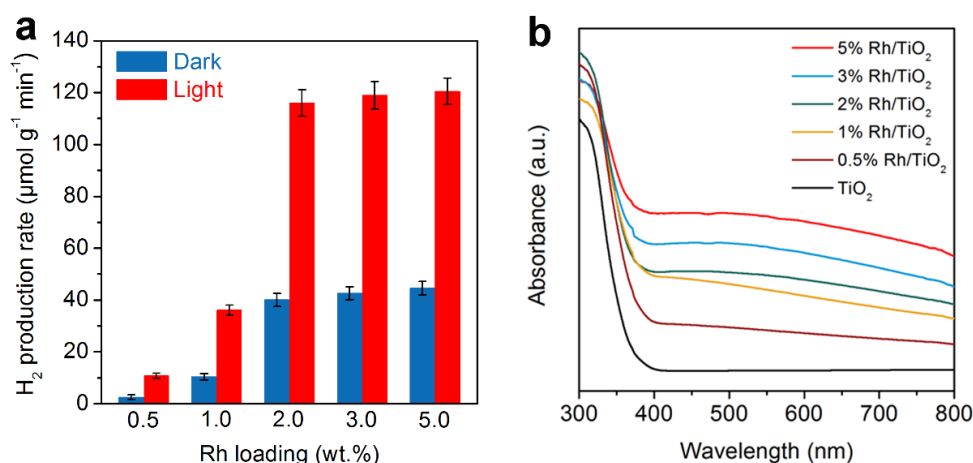 a
Dark
Light
H₂ production rate (μmol g⁻¹ min⁻¹)
140
120
100
80
60
40
20
0
0.5 1.0 2.0 3.0 5.0
Rh loading (wt.%)
b
5% Rh/TiO₂
3% Rh/TiO₂
2% Rh/TiO₂
1% Rh/TiO₂
0.5% Rh/TiO₂
TiO₂
Absorbance (a.u.)
300 400 500 600 700 800
Wavelength (nm)